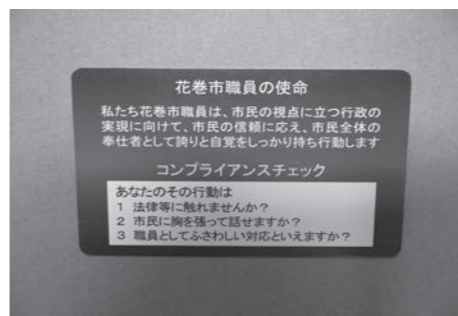 花巻市職員の使命
私たち花巻市職員は、市民の視点に立つ行政の
実現に向けて、市民の信頼に応え、市民全体の
奉仕者として誇りと自覚をしっかり持ち行動します
コンプライアンスチェック
あなたのその行動は
1 法律等に触れませんか？
2 市民に胸を張って話せますか？
3 職員としてふさわしい対応といえますか？